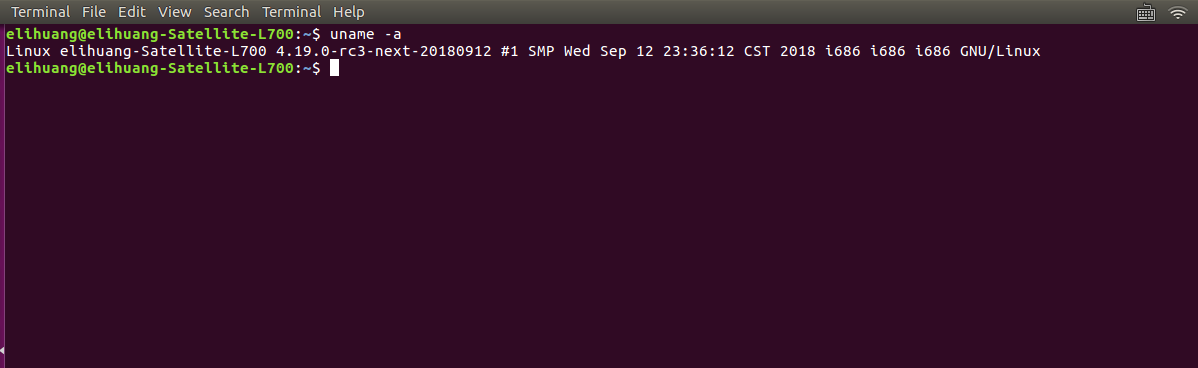 Terminal File Edit View Search Terminal Help
elihuang@elihuang-Satellite-L700:~$ uname -a
Linux elihuang-Satellite-L700 4.19.0-rc3-next-20180912 #1 SMP Wed Sep 12 23:36:12 CST 2018 i686 i686 i686 GNU/Linux
elihuang@elihuang-Satellite-L700:~$